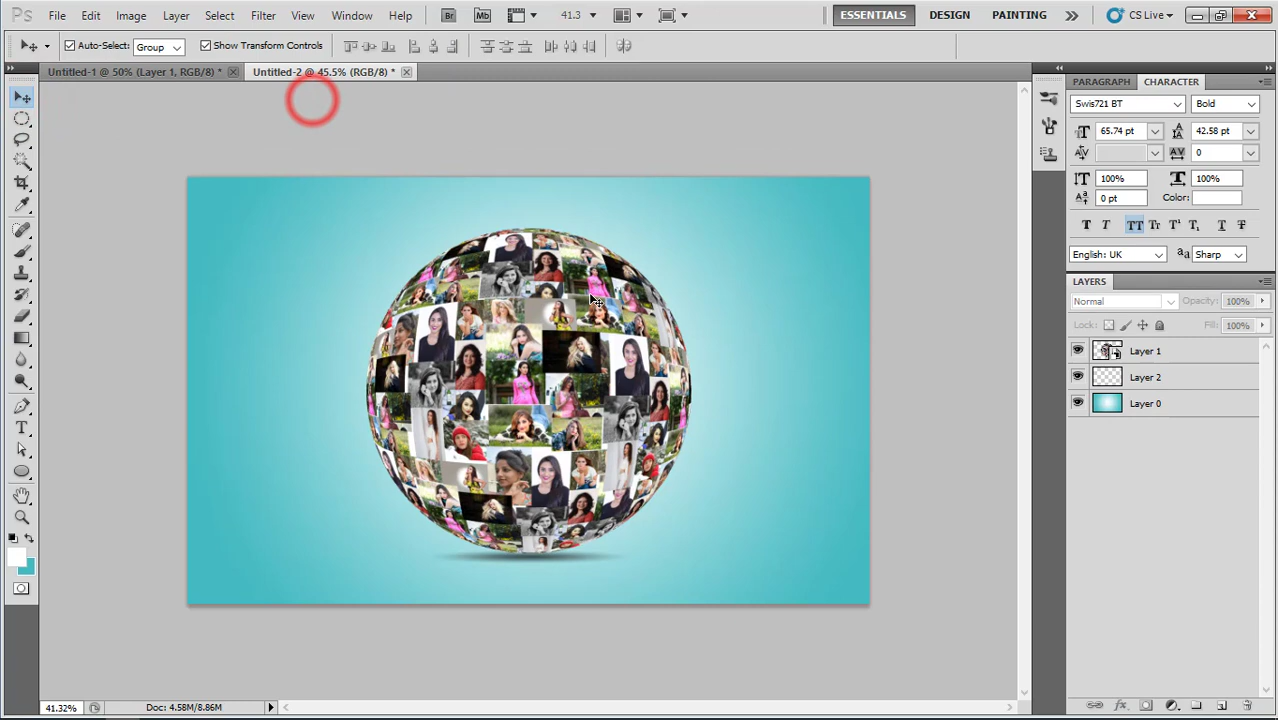 Ps File Edit Image Layer Select Filter View Window Help Br Mb 41.3 ESSENTIALS DESIGN PAINTING CS Live
Auto-Select: Group Show Transform Controls
Untitled-1 @ 50% (Layer 1, RGB/8) * Untitled-2 @ 45.5% (RGB/8) *
PARAGRAPH CHARACTER
Swis721 BT Bold
65.74 pt 42.58 pt
0
100% 100%
0 pt Color:
T T TT Tr T¹ T₁ T T
English: UK aa Sharp
LAYERS
Normal Opacity: 100%
Lock: Fill: 100%
Layer 1
Layer 2
Layer 0
41.32% Doc: 4.58M/8.86M